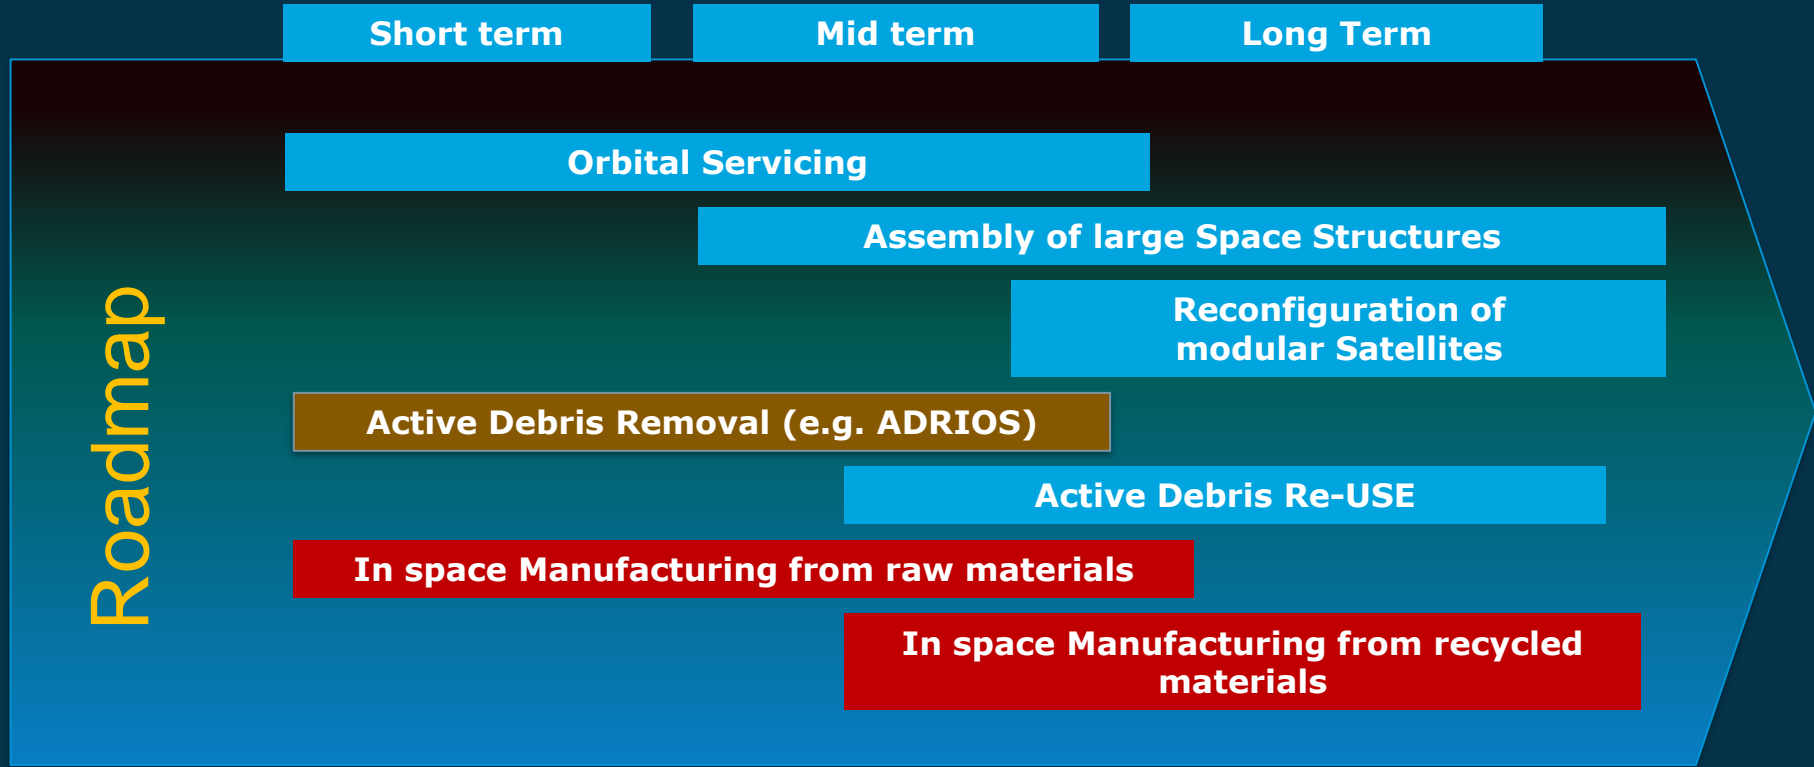 Short term
Mid term
Long Term
Roadmap
Orbital Servicing
Assembly of large Space Structures
Reconfiguration of
modular Satellites
Active Debris Removal (e.g. ADRIOS)
Active Debris Re-USE
In space Manufacturing from raw materials
In space Manufacturing from recycled
materials